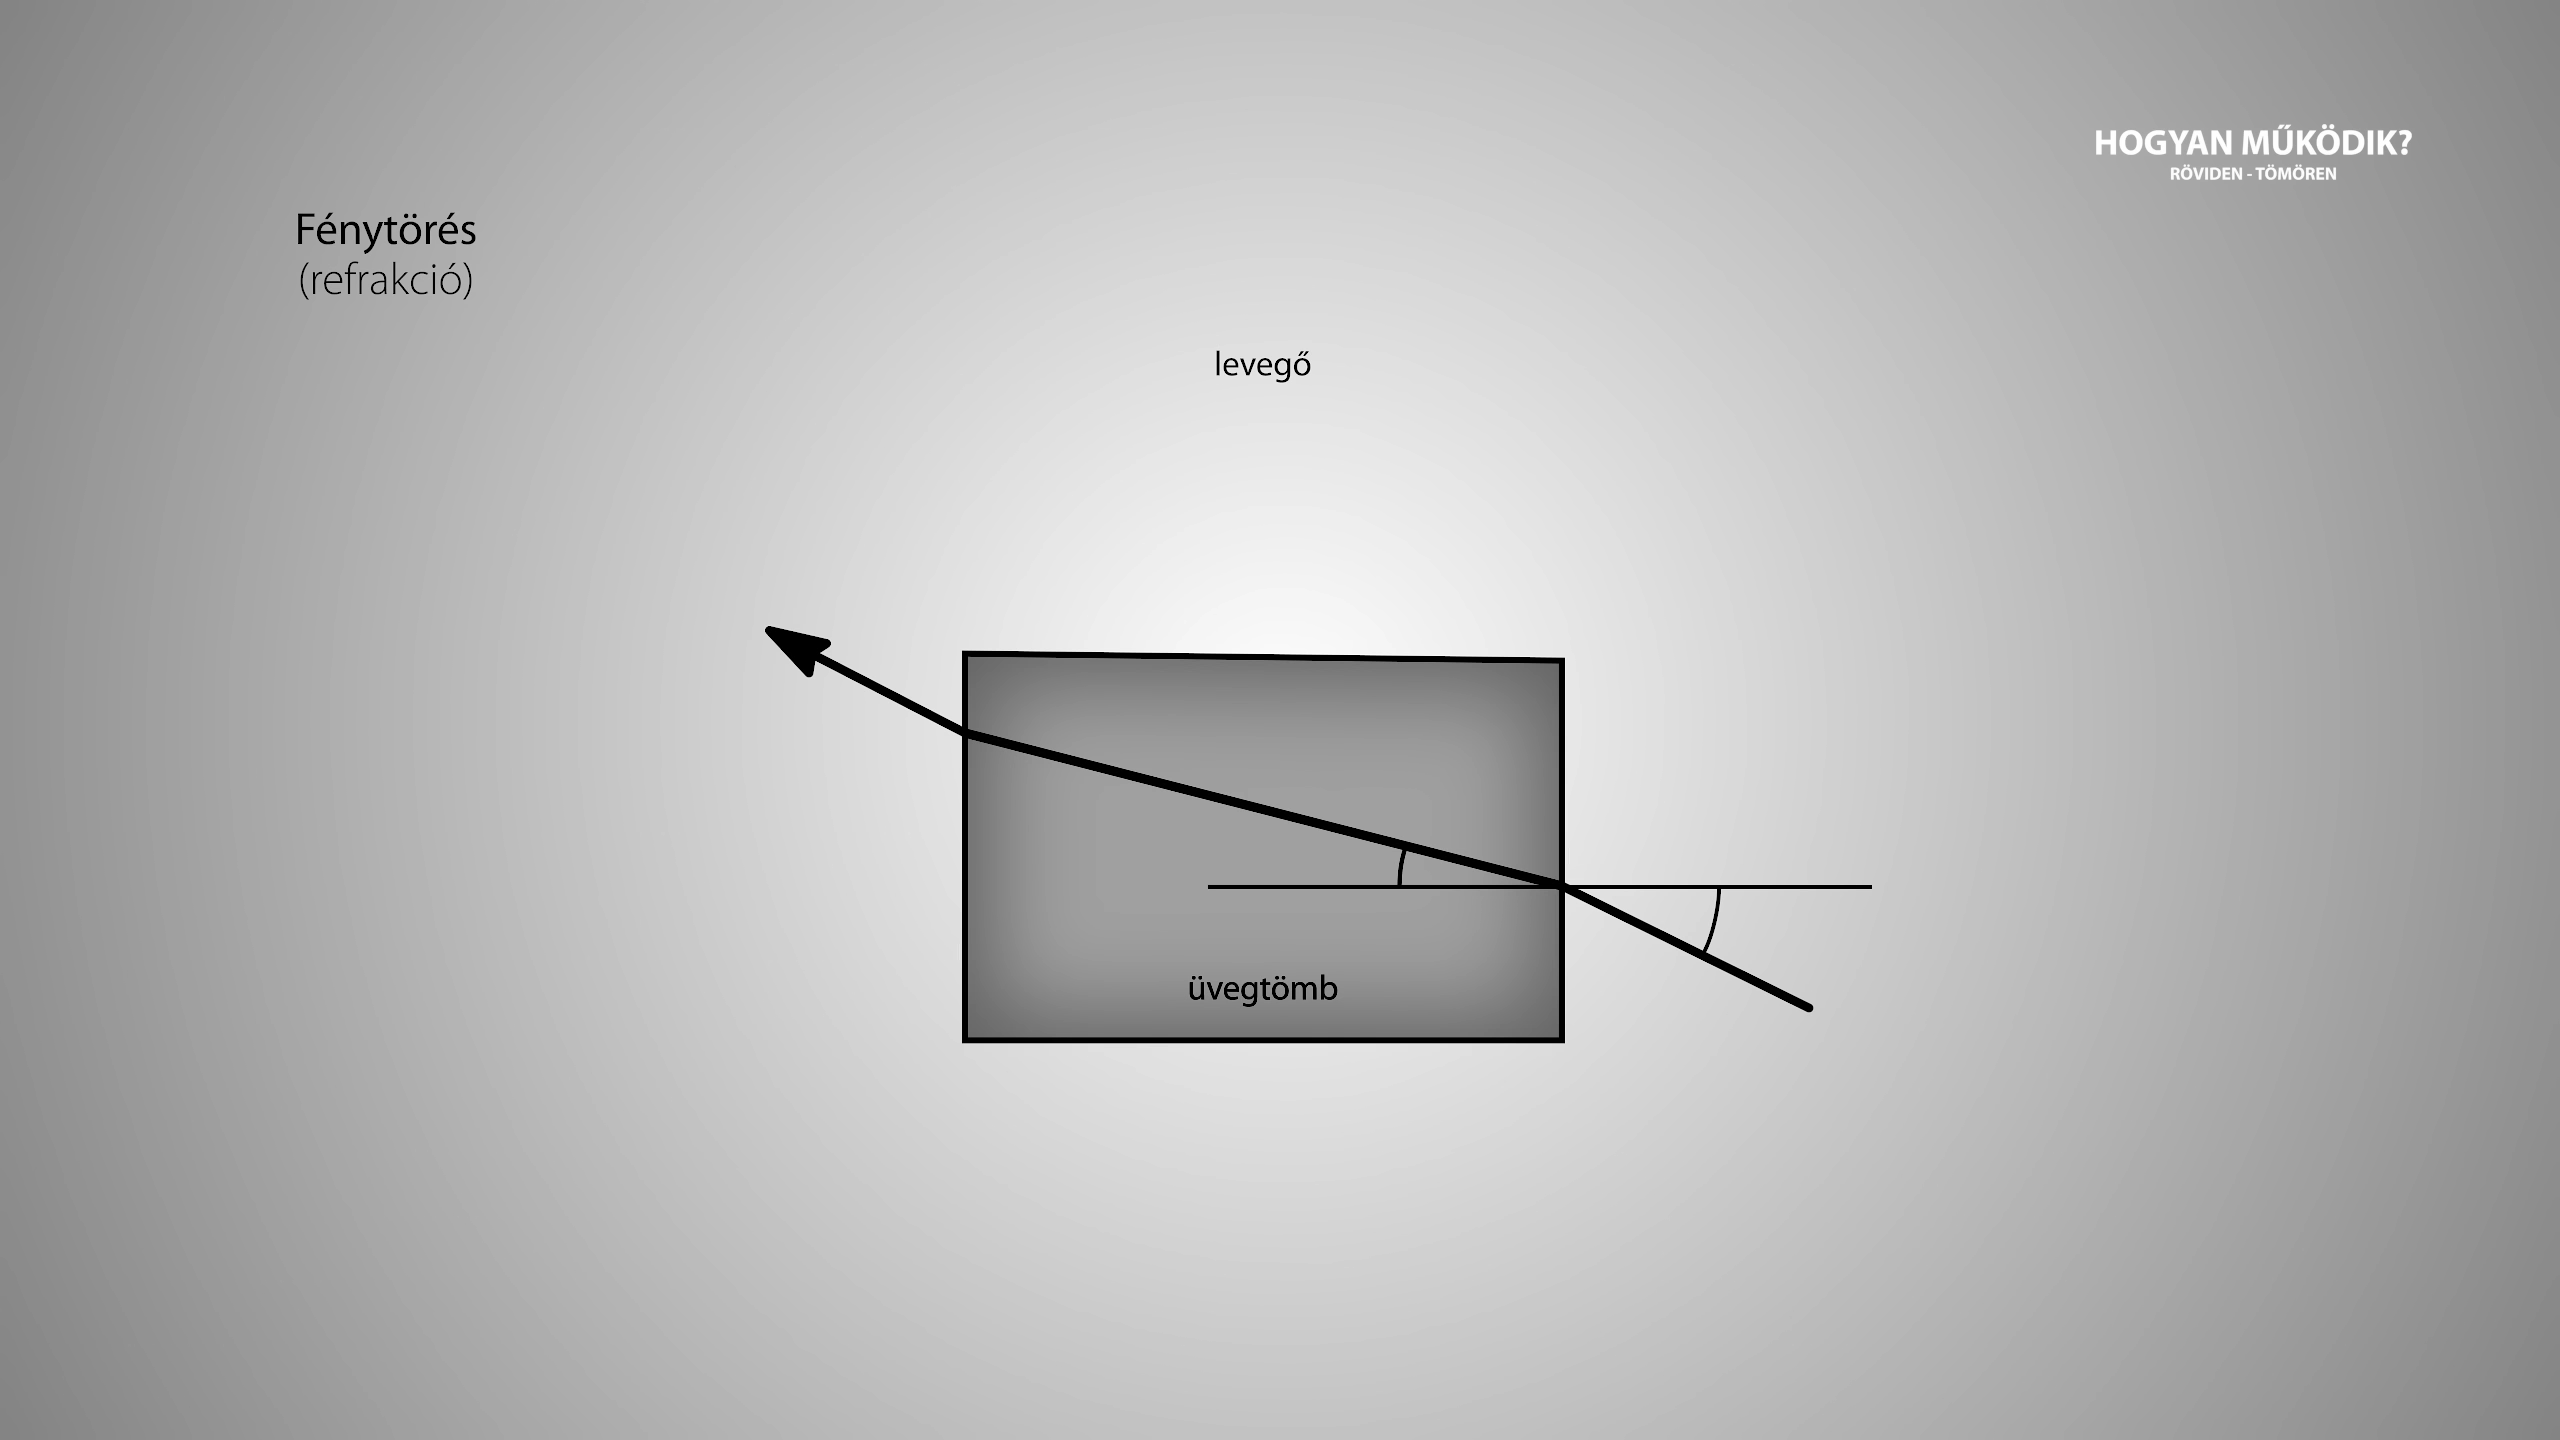 HOGYAN MŰKÖDIK?
RÖVIDEN - TÖMÖREN
Fénytörés
(refrakció)
levegő
üvegtömb